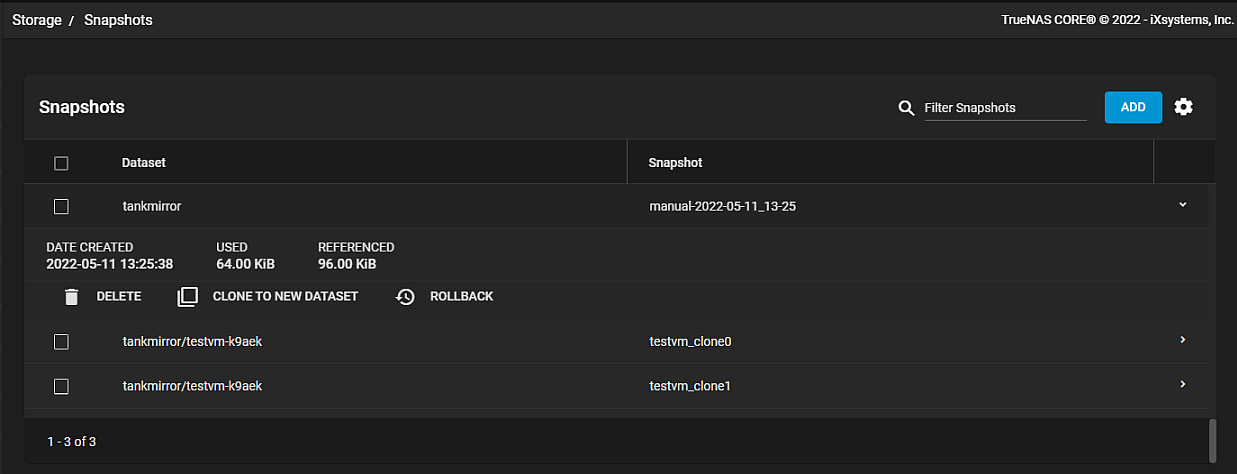 Storage / Snapshots TrueNAS CORE® © 2022 - iXsystems, Inc.
Snapshots Filter Snapshots ADD
Dataset Snapshot
tankmirror manual-2022-05-11_13-25
DATE CREATED USED REFERENCED
2022-05-11 13:25:38 64.00 KiB 96.00 KiB
DELETE CLONE TO NEW DATASET ROLLBACK
tankmirror/testvm-k9aek testvm_clone0
tankmirror/testvm-k9aek testvm_clone1
1 - 3 of 3